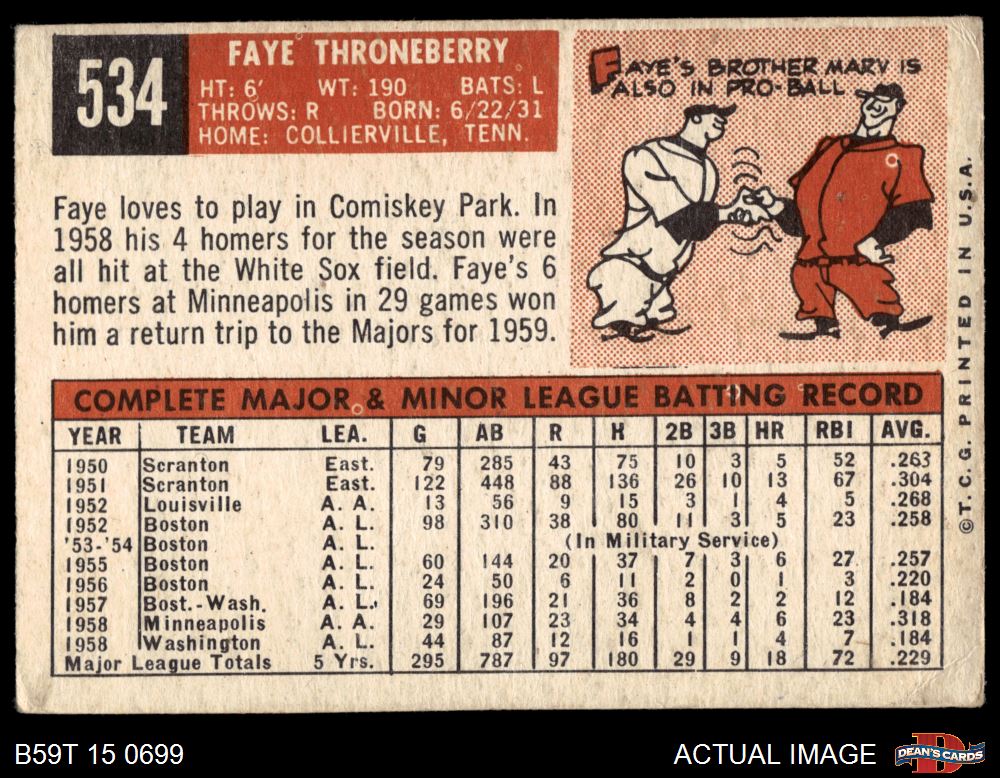 534
FAYE THRONEBERRY
HT: 6' WT: 190 BATS: L
THROWS: R BORN: 6/22/31
HOME: COLLIERVILLE, TENN.
FAYE'S BROTHER MARV IS
ALSO IN PRO-BALL
Faye loves to play in Comiskey Park. In
1958 his 4 homers for the season were
all hit at the White Sox field. Faye's 6
homers at Minneapolis in 29 games won
him a return trip to the Majors for 1959.
COMPLETE MAJOR & MINOR LEAGUE BATTING RECORD
YEAR TEAM LEA. G AB R H 2B 3B HR RBI AVG.
1950 Scranton East. 79 285 43 75 10 3 5 52 .263
1951 Scranton East. 122 448 88 136 26 10 13 67 .304
1952 Louisville A. A. 13 56 9 15 3 1 4 5 .268
1952 Boston A. L. 98 310 38 80 11 3 5 23 .258
'53-'54 Boston A. L. (In Military Service)
1955 Boston A. L. 60 144 20 37 7 3 6 27 .257
1956 Boston A. L. 24 50 6 11 2 0 1 3 .220
1957 Bost.-Wash. A. L. 69 196 21 36 8 2 2 12 .184
1958 Minneapolis A. A. 29 107 23 34 4 4 6 23 .318
1958 Washington A. L. 44 87 12 16 1 1 4 7 .184
Major League Totals 5 Yrs. 295 787 97 180 29 9 18 72 .229
© T. C. G. PRINTED IN U.S.A.
B59T 15 0699
ACTUAL IMAGE
DEAN'S CARDS